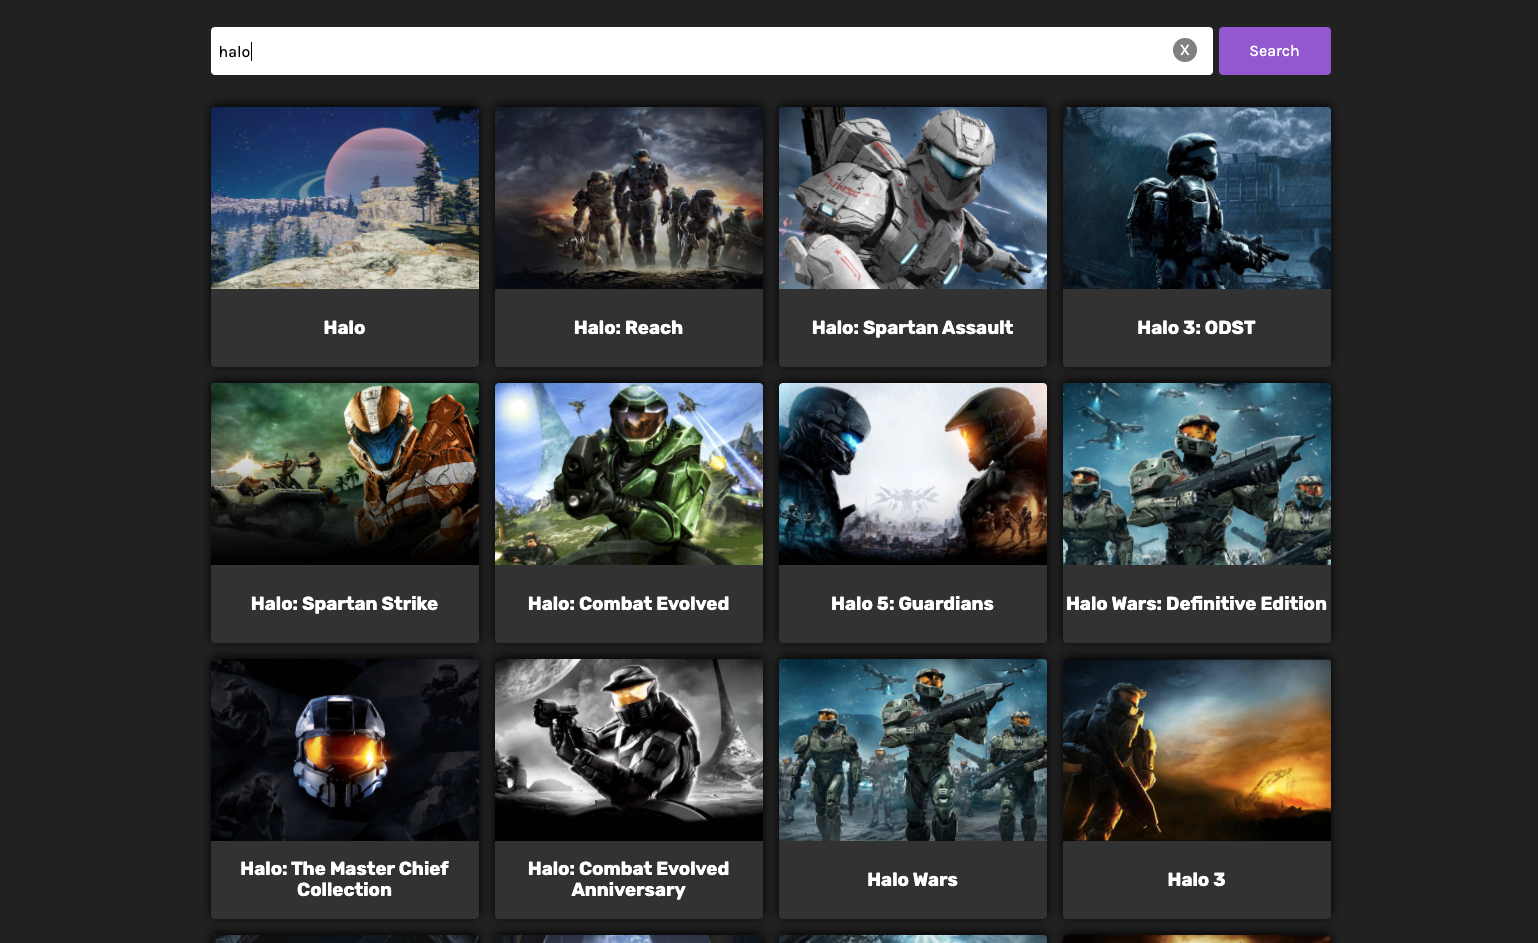 halo
X
Search
Halo
Halo: Reach
Halo: Spartan Assault
Halo 3: ODST
Halo: Spartan Strike
Halo: Combat Evolved
Halo 5: Guardians
Halo Wars: Definitive Edition
Halo: The Master Chief
Collection
Halo: Combat Evolved
Anniversary
Halo Wars
Halo 3